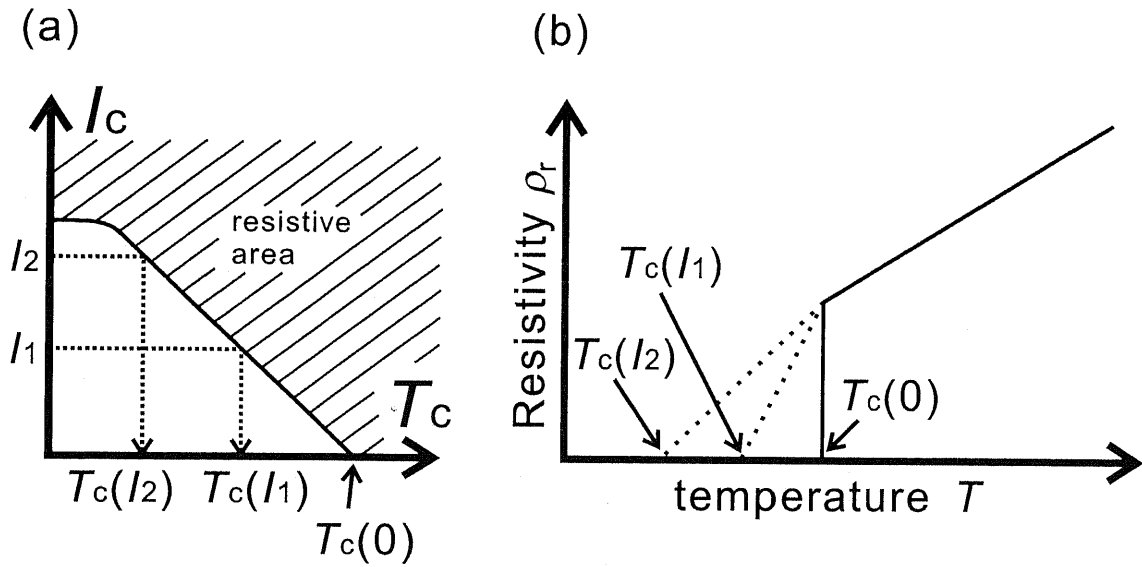 (a)
Ic
resistive
area
I2
I1
Tc
Tc(I2)
Tc(I1)
Tc(0)
(b)
Resistivity ρr
Tc(I1)
Tc(I2)
Tc(0)
temperature T